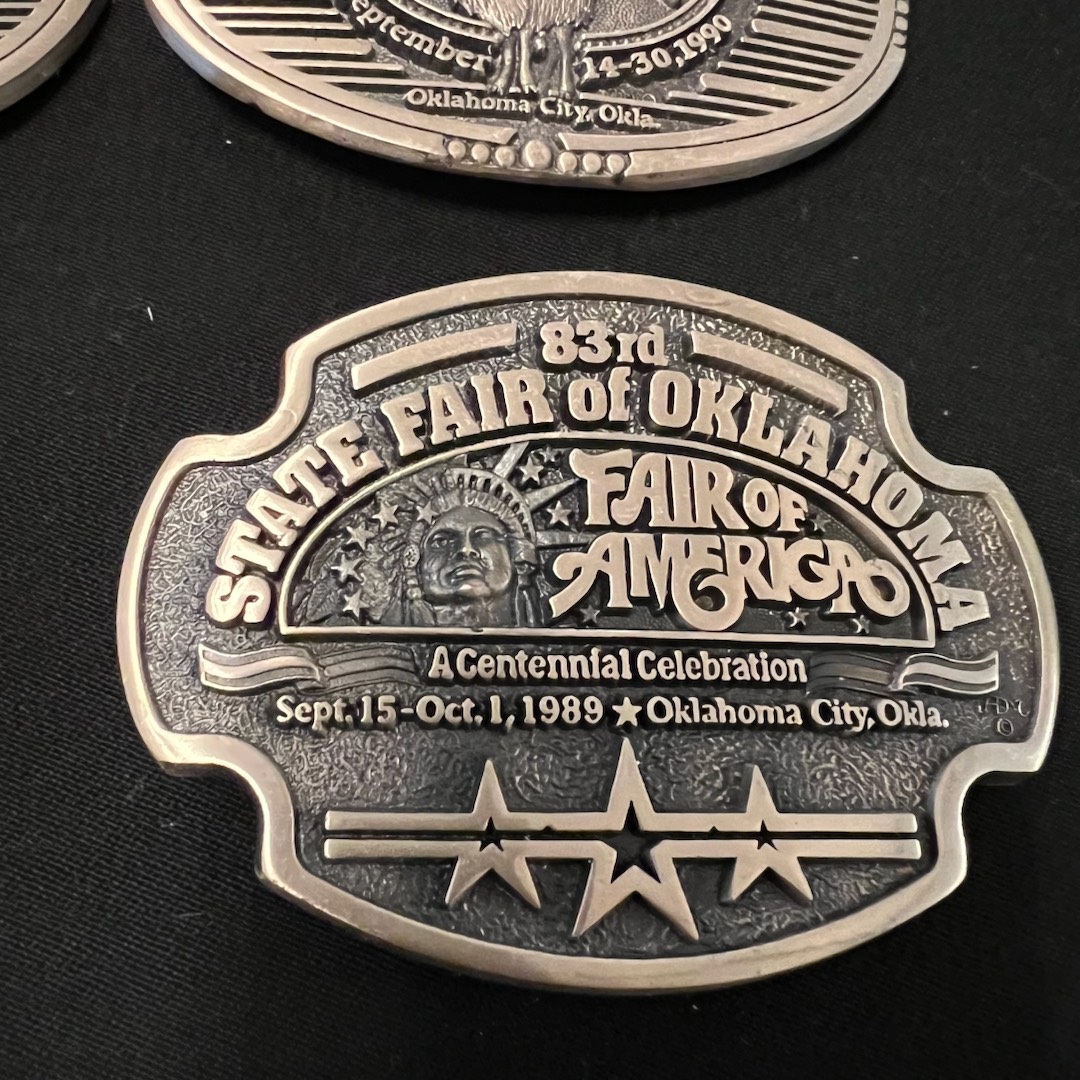 September 14-30, 1990
Oklahoma City, Okla.
83rd
STATE FAIR of OKLAHOMA
FAIR OF
AMERICA
A Centennial Celebration
Sept. 15-Oct. 1, 1989 ★ Oklahoma City, Okla.
©